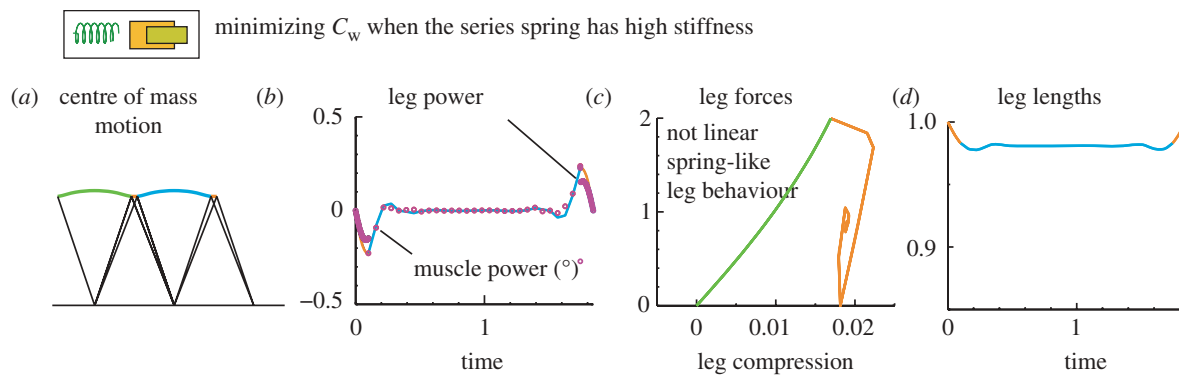 minimizing Cw when the series spring has high stiffness
(a) centre of mass motion
(b) leg power
(c) leg forces
(d) leg lengths
0.5
0
−0.5
muscle power (°)
0 1
time
2
1
0
not linear
spring-like
leg behaviour
0 0.01 0.02
leg compression
1.0
0.9
0 1
time